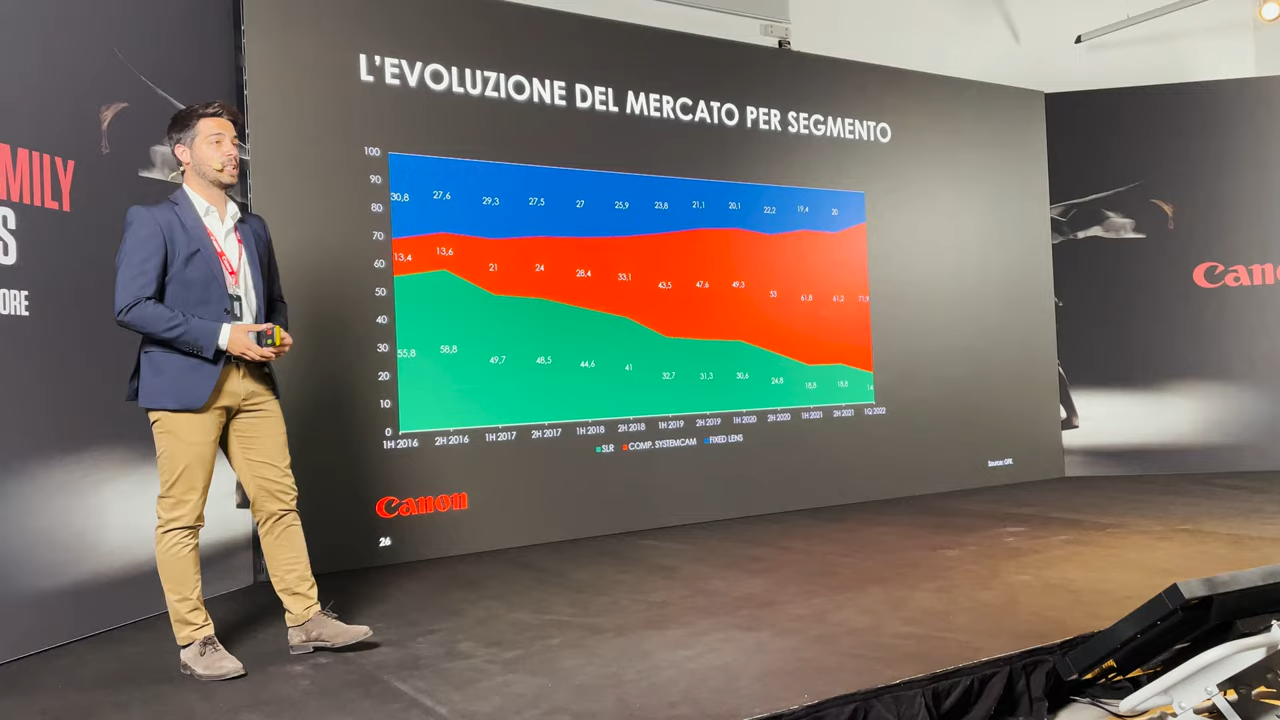 MILY
S
ORE
L'EVOLUZIONE DEL MERCATO PER SEGMENTO
100
90
80
70
60
50
40
30
20
10
0
30,8 27,6 29,3 27,5 27 25,9 23,8 21,1 20,1 22,2 19,4 20
13,4 13,6 21 24 28,4 33,1 43,5 47,6 49,3 53 61,8 61,2 71,9
55,8 58,8 49,7 48,5 44,6 41 32,7 31,3 30,6 24,8 18,8 18,8 14
1H 2016 2H 2016 1H 2017 2H 2017 1H 2018 2H 2018 1H 2019 2H 2019 1H 2020 2H 2020 1H 2021 2H 2021 1Q 2022
SLR COMP. SYSTEMCAM FIXED LENS
Source: GFK
Canon
26
Can